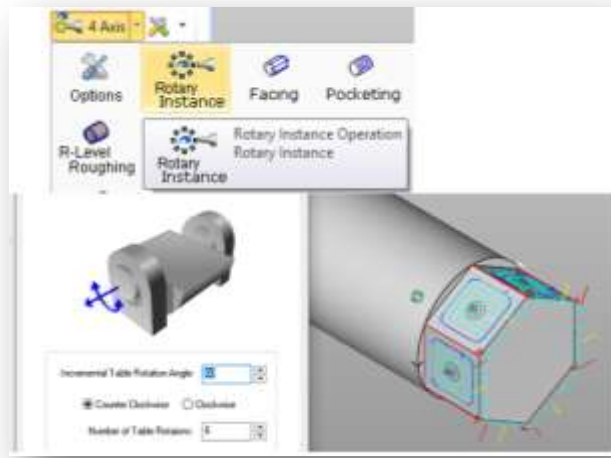 4 Axis
Options
Rotary
Instance
Facing
Pocketing
R-Level
Roughing
Rotary
Instance
Rotary Instance Operation
Rotary Instance
Incremental Table Rotation Angle:
Counter Clockwise
Clockwise
Number of Table Rotations:
6